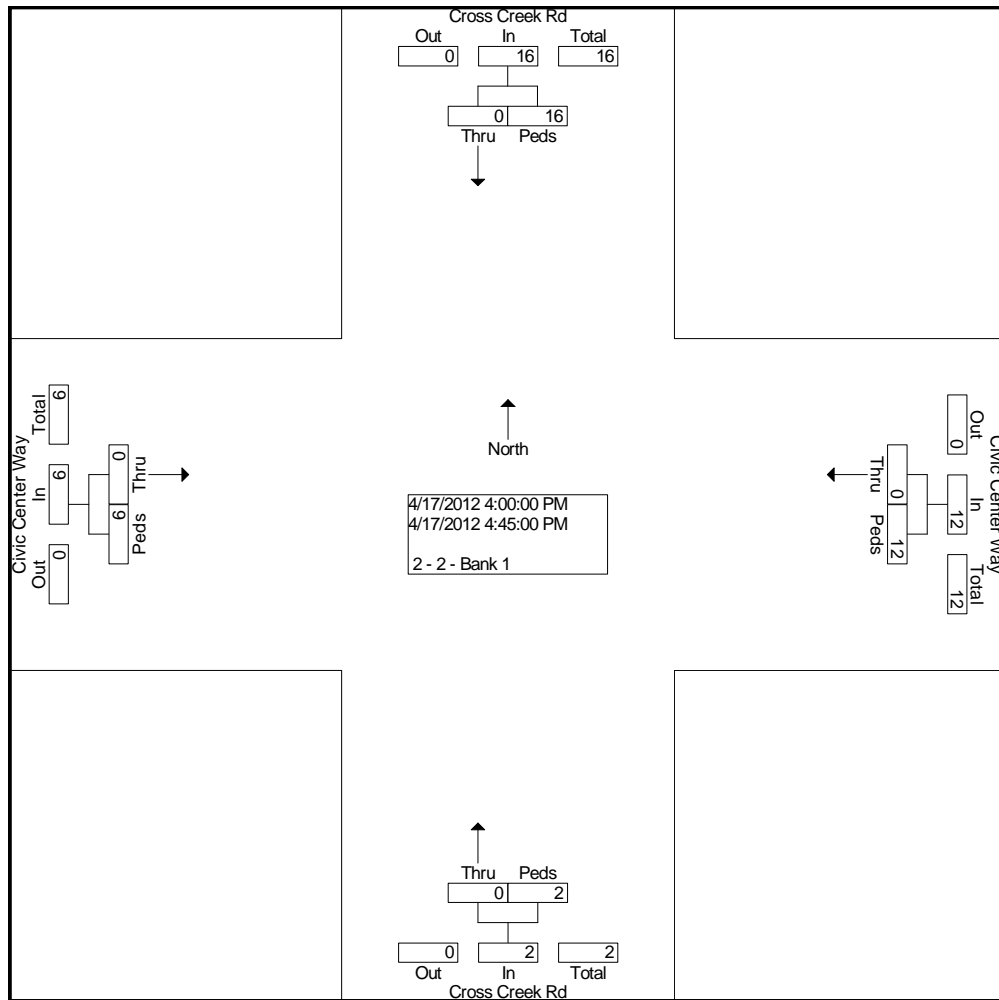 Cross Creek Rd
Out In Total
0 16 16
0 16
Thru Peds
Civic Center Way
Out In Total
0 6 6
Peds Thru
6 0
North
4/17/2012 4:00:00 PM
4/17/2012 4:45:00 PM
2 - 2 - Bank 1
Civic Center Way
Out In Total
0 12 12
0 12
Thru Peds
Thru Peds
0 2
0 2 2
Out In Total
Cross Creek Rd